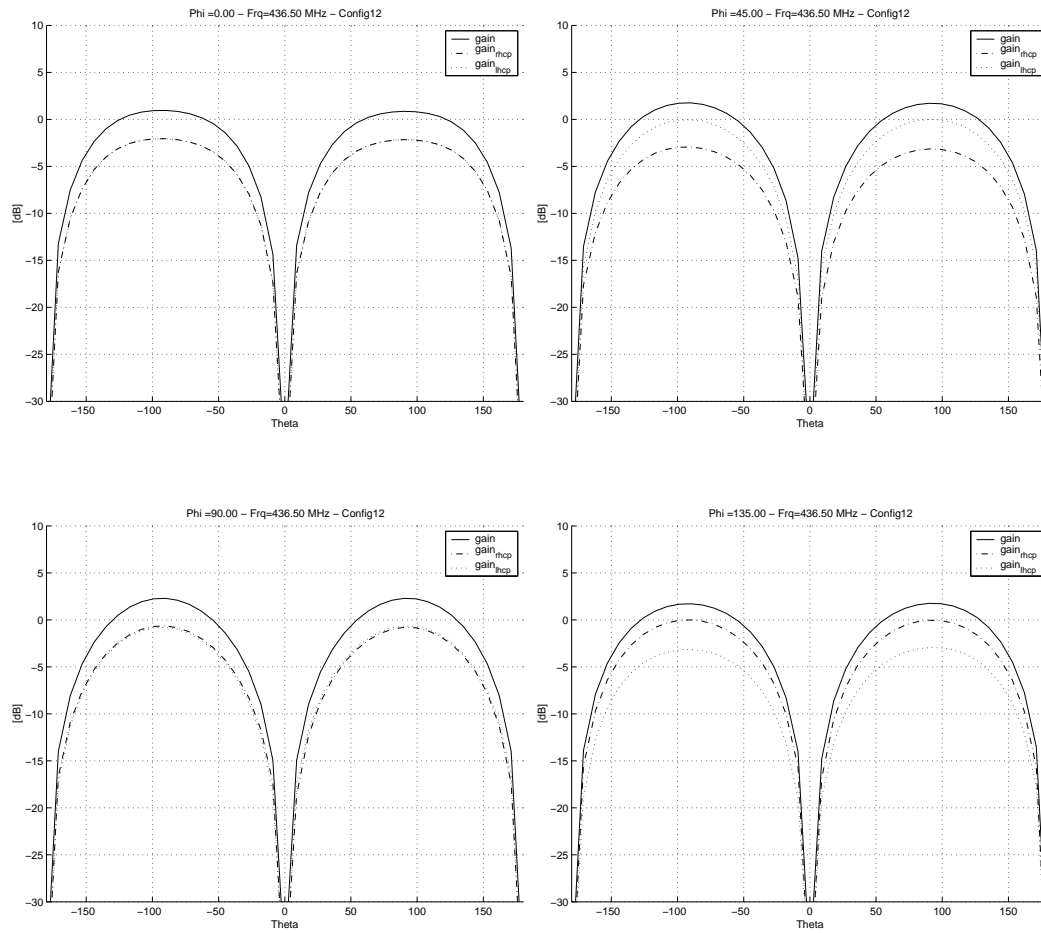 Phi =0.00 − Frq=436.50 MHz − Config12
gain
gain_rhcp
gain_lhcp
10
5
0
−5
−10
−15
−20
−25
−30
[dB]
−150
−100
−50
0
50
100
150
Theta
Phi =45.00 − Frq=436.50 MHz − Config12
gain
gain_rhcp
gain_lhcp
10
5
0
−5
−10
−15
−20
−25
−30
[dB]
−150
−100
−50
0
50
100
150
Theta
Phi =90.00 − Frq=436.50 MHz − Config12
gain
gain_rhcp
gain_lhcp
10
5
0
−5
−10
−15
−20
−25
−30
[dB]
−150
−100
−50
0
50
100
150
Theta
Phi =135.00 − Frq=436.50 MHz − Config12
gain
gain_rhcp
gain_lhcp
10
5
0
−5
−10
−15
−20
−25
−30
[dB]
−150
−100
−50
0
50
100
150
Theta